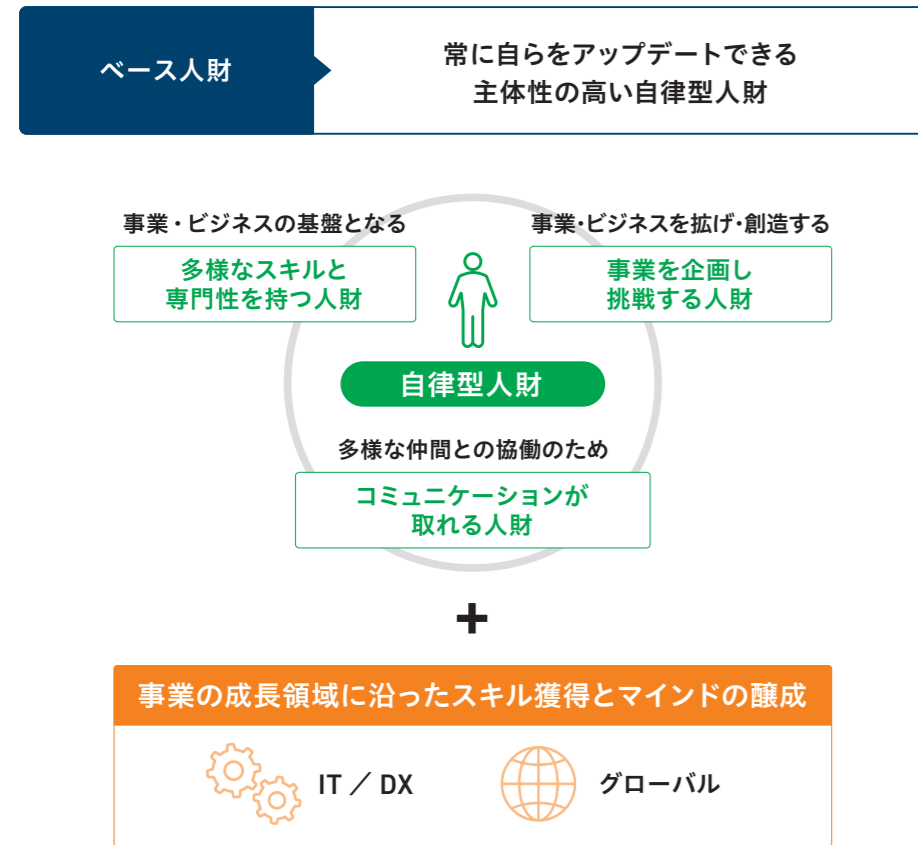 ベース人財
常に自らをアップデートできる
主体性の高い自律型人財
事業・ビジネスの基盤となる
多様なスキルと
専門性を持つ人財
事業・ビジネスを拡げ・創造する
事業を企画し
挑戦する人財
自律型人財
多様な仲間との協働のため
コミュニケーションが
取れる人財
+
事業の成長領域に沿ったスキル獲得とマインドの醸成
IT ／ DX
グローバル